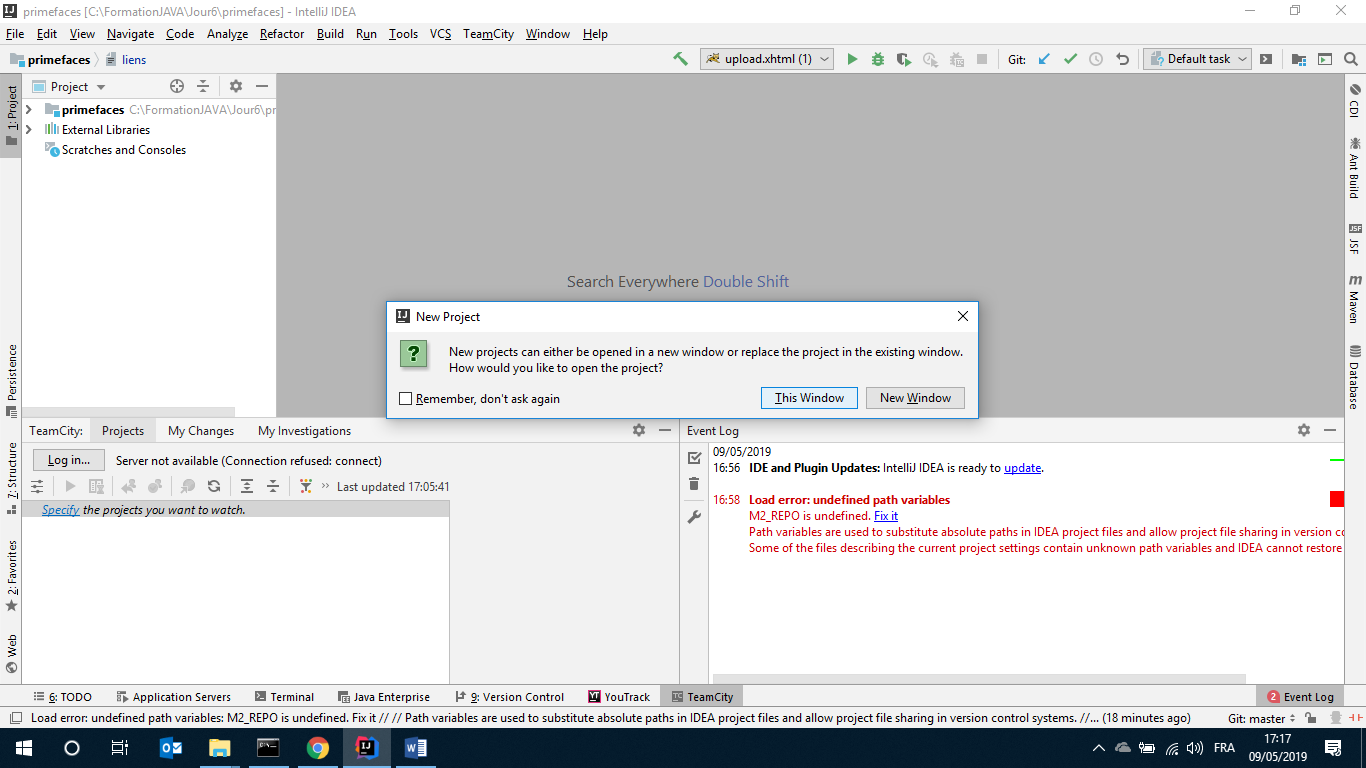 primefaces [C:\FormationJAVA\Jour6\primefaces] - IntelliJ IDEA
File Edit View Navigate Code Analyze Refactor Build Run Tools VCS TeamCity Window Help
primefaces liens upload.xhtml (1) Git: Default task
1: Project
Project
primefaces C:\FormationJAVA\Jour6\pr
External Libraries
Scratches and Consoles
Persistence
7: Structure
2: Favorites
Web
Search Everywhere Double Shift
CDI
Ant Build
JSF
Maven
Database
New Project
New projects can either be opened in a new window or replace the project in the existing window.
How would you like to open the project?
Remember, don't ask again This Window New Window
TeamCity: Projects My Changes My Investigations
Log in... Server not available (Connection refused: connect)
Last updated 17:05:41
Specify the projects you want to watch.
Event Log
09/05/2019
16:56 IDE and Plugin Updates: IntelliJ IDEA is ready to update.
16:58 Load error: undefined path variables
M2_REPO is undefined. Fix it
Path variables are used to substitute absolute paths in IDEA project files and allow project file sharing in version co
Some of the files describing the current project settings contain unknown path variables and IDEA cannot restore
6: TODO Application Servers Terminal Java Enterprise 9: Version Control YouTrack TeamCity 2 Event Log
Load error: undefined path variables: M2_REPO is undefined. Fix it // // Path variables are used to substitute absolute paths in IDEA project files and allow project file sharing in version control systems. //... (18 minutes ago) Git: master
FRA
17:17
09/05/2019